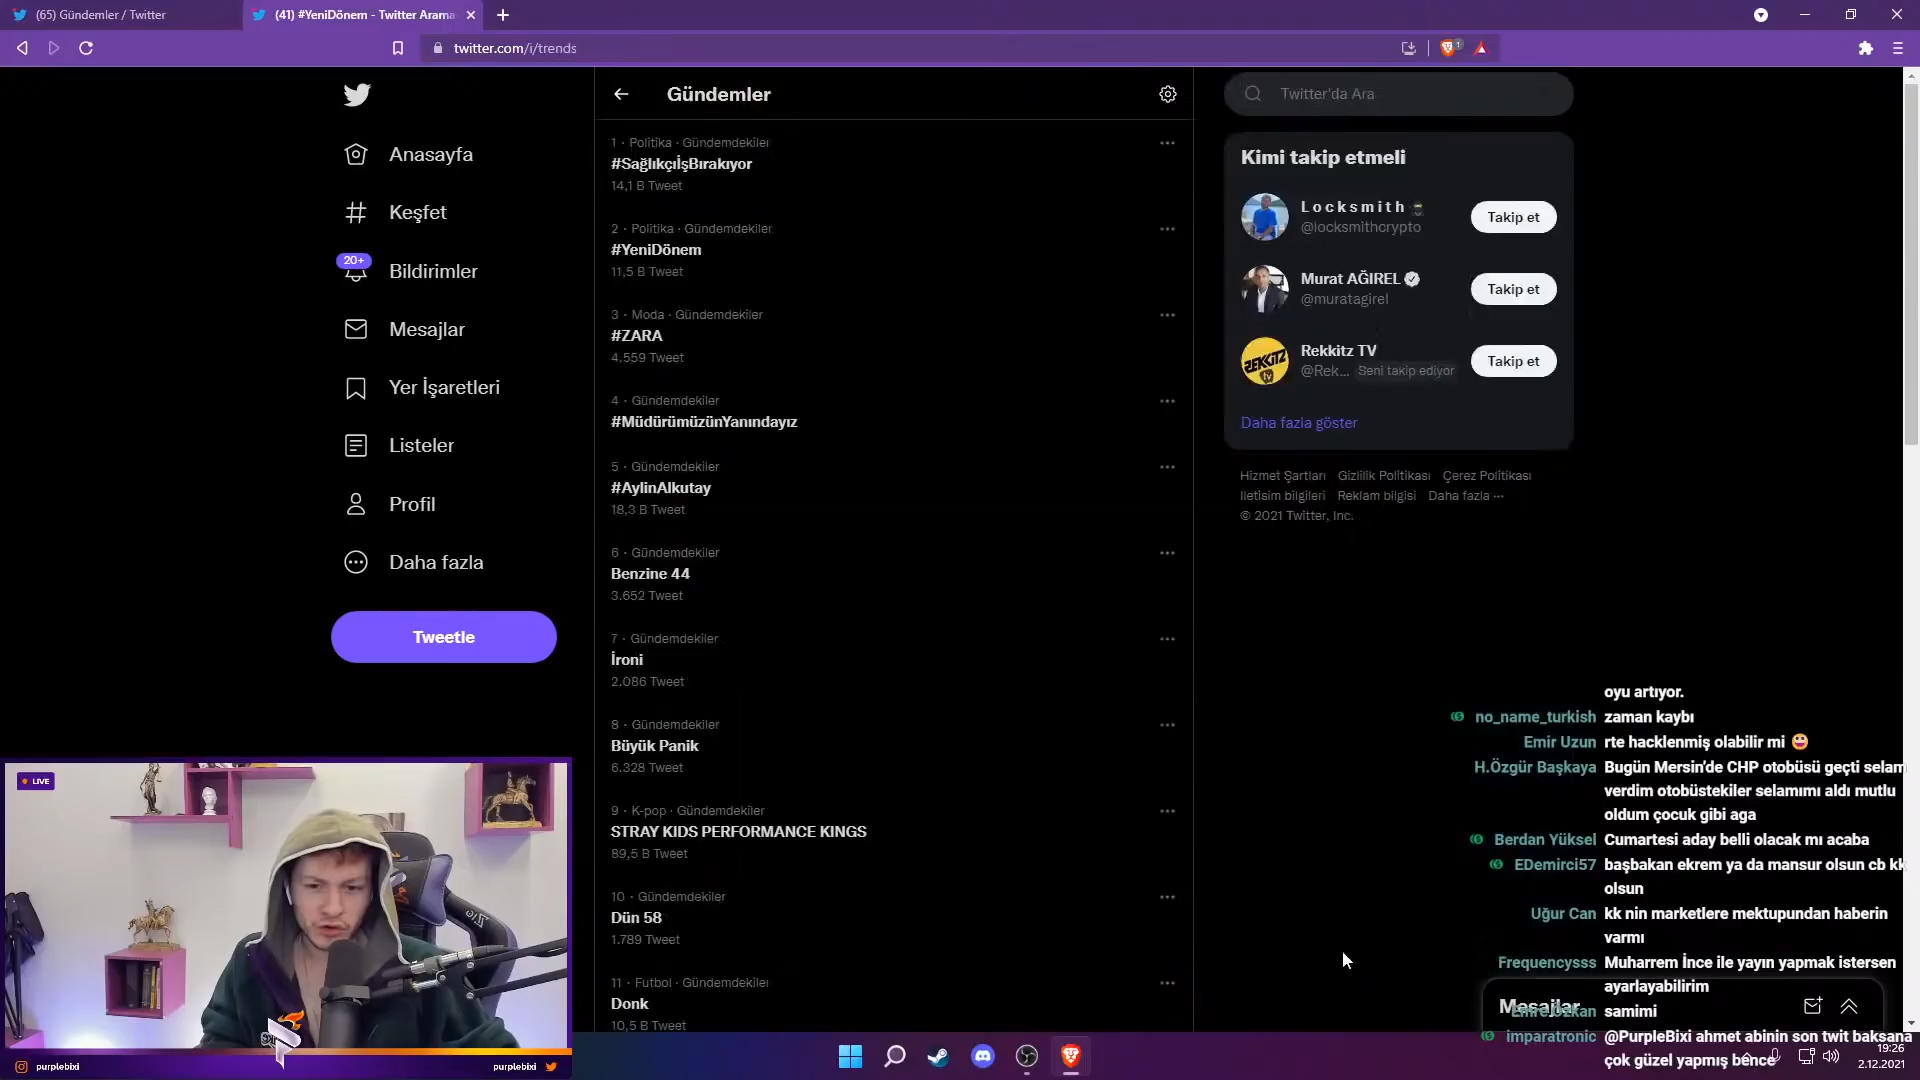 (65) Gündemler / Twitter
(41) #YeniDönem - Twitter Arama
twitter.com/i/trends
1
Anasayfa
Keşfet
20+
Bildirimler
Mesajlar
Yer İşaretleri
Listeler
Profil
Daha fazla
Tweetle
Gündemler
1 · Politika · Gündemdekiler
#SağlıkçıİşBırakıyor
14,1 B Tweet
2 · Politika · Gündemdekiler
#YeniDönem
11,5 B Tweet
3 · Moda · Gündemdekiler
#ZARA
4.559 Tweet
4 · Gündemdekiler
#MüdürümüzünYanındayız
5 · Gündemdekiler
#AylinAlkutay
18,3 B Tweet
6 · Gündemdekiler
Benzine 44
3.652 Tweet
7 · Gündemdekiler
İroni
2.086 Tweet
8 · Gündemdekiler
Büyük Panik
6.328 Tweet
9 · K-pop · Gündemdekiler
STRAY KIDS PERFORMANCE KINGS
89,5 B Tweet
10 · Gündemdekiler
Dün 58
1.789 Tweet
11 · Futbol · Gündemdekiler
Donk
10,5 B Tweet
Twitter'da Ara
Kimi takip etmeli
Locksmith
@locksmithcrypto
Takip et
Murat AĞIREL
@muratagirel
Takip et
Rekkitz TV
@Rek... Seni takip ediyor
Takip et
Daha fazla göster
Hizmet Şartları Gizlilik Politikası Çerez Politikası
İletişim bilgileri Reklam bilgisi Daha fazla ···
© 2021 Twitter, Inc.
oyu artıyor.
no_name_turkish zaman kaybı
Emir Uzun rte hacklenmiş olabilir mi 😀
H.Özgür Başkaya Bugün Mersin'de CHP otobüsü geçti selam
verdim otobüstekiler selamımı aldı mutlu
oldum çocuk gibi aga
Berdan Yüksel Cumartesi aday belli olacak mı acaba
EDemirci57 başbakan ekrem ya da mansur olsun cb kk
olsun
Uğur Can kk nin marketlere mektupundan haberin
varmı
Frequencysss Muharrem İnce ile yayın yapmak istersen
ayarlayabilirim
Mesajlar
Emre Özkan samimi
imparatronic @PurpleBixi ahmet abinin son twit baksana
çok güzel yapmış bence
LIVE
purplebixi
purplebixi
19:26
2.12.2021